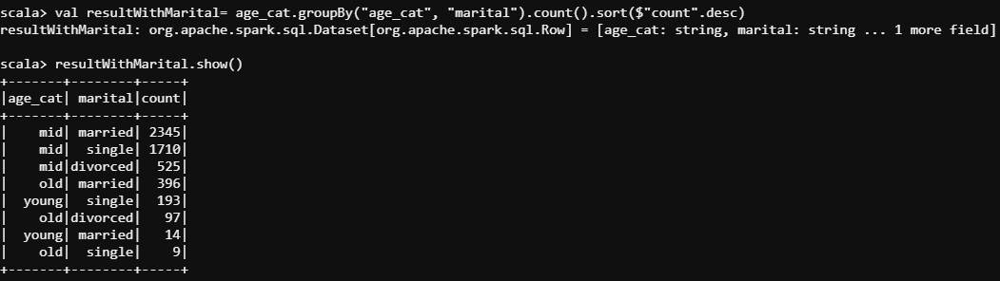 scala> val resultWithMarital= age_cat.groupBy("age_cat", "marital").count().sort($"count".desc)
resultWithMarital: org.apache.spark.sql.Dataset[org.apache.spark.sql.Row] = [age_cat: string, marital: string ... 1 more field]

scala> resultWithMarital.show()
+-------+--------+-----+
|age_cat| marital|count|
+-------+--------+-----+
|    mid| married| 2345|
|    mid|  single| 1710|
|    mid|divorced|  525|
|    old| married|  396|
|  young|  single|  193|
|    old|divorced|   97|
|  young| married|   14|
|    old|  single|    9|
+-------+--------+-----+